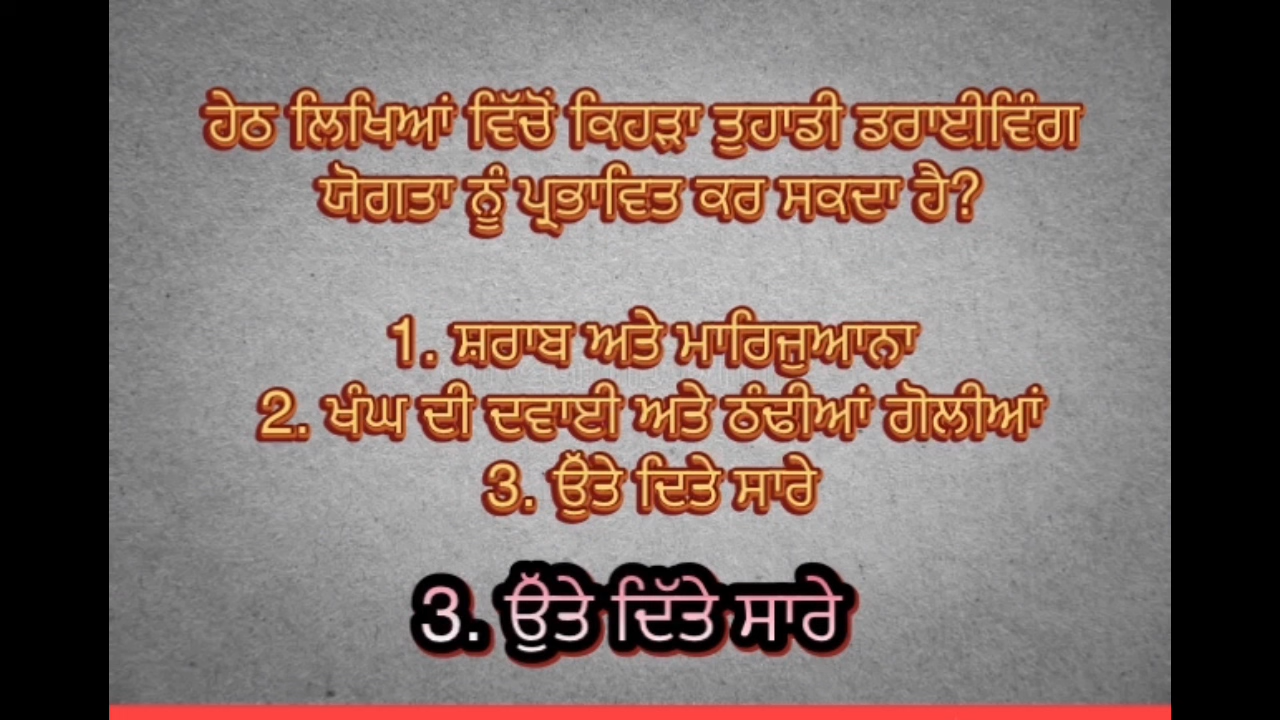 ਹੇਠ ਲਿਖਿਆਂ ਵਿੱਚੋਂ ਕਿਹੜਾ ਤੁਹਾਡੀ ਡਰਾਈਵਿੰਗ
ਯੋਗਤਾ ਨੂੰ ਪ੍ਰਭਾਵਿਤ ਕਰ ਸਕਦਾ ਹੈ?
1. ਸ਼ਰਾਬ ਅਤੇ ਮਾਰਿਜੁਆਨਾ
2. ਖੰਘ ਦੀ ਦਵਾਈ ਅਤੇ ਠੰਢੀਆਂ ਗੋਲੀਆਂ
3. ਉੱਤੇ ਦਿਤੇ ਸਾਰੇ
3. ਉੱਤੇ ਦਿੱਤੇ ਸਾਰੇ